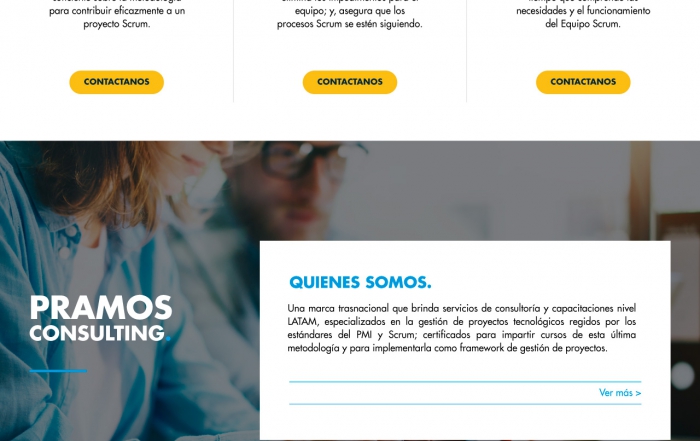 para contribuir eficazmente a un
proyecto Scrum.
equipo; y, asegura que los
procesos Scrum se estén siguiendo.
necesidades y el funcionamiento
del Equipo Scrum.
CONTACTANOS
CONTACTANOS
CONTACTANOS
PRAMOS
CONSULTING.
QUIENES SOMOS.
Una marca trasnacional que brinda servicios de consultoría y capacitaciones nivel
LATAM, especializados en la gestión de proyectos tecnológicos regidos por los
estándares del PMI y Scrum; certificados para impartir cursos de esta última
metodología y para implementarla como framework de gestión de proyectos.
Ver más >